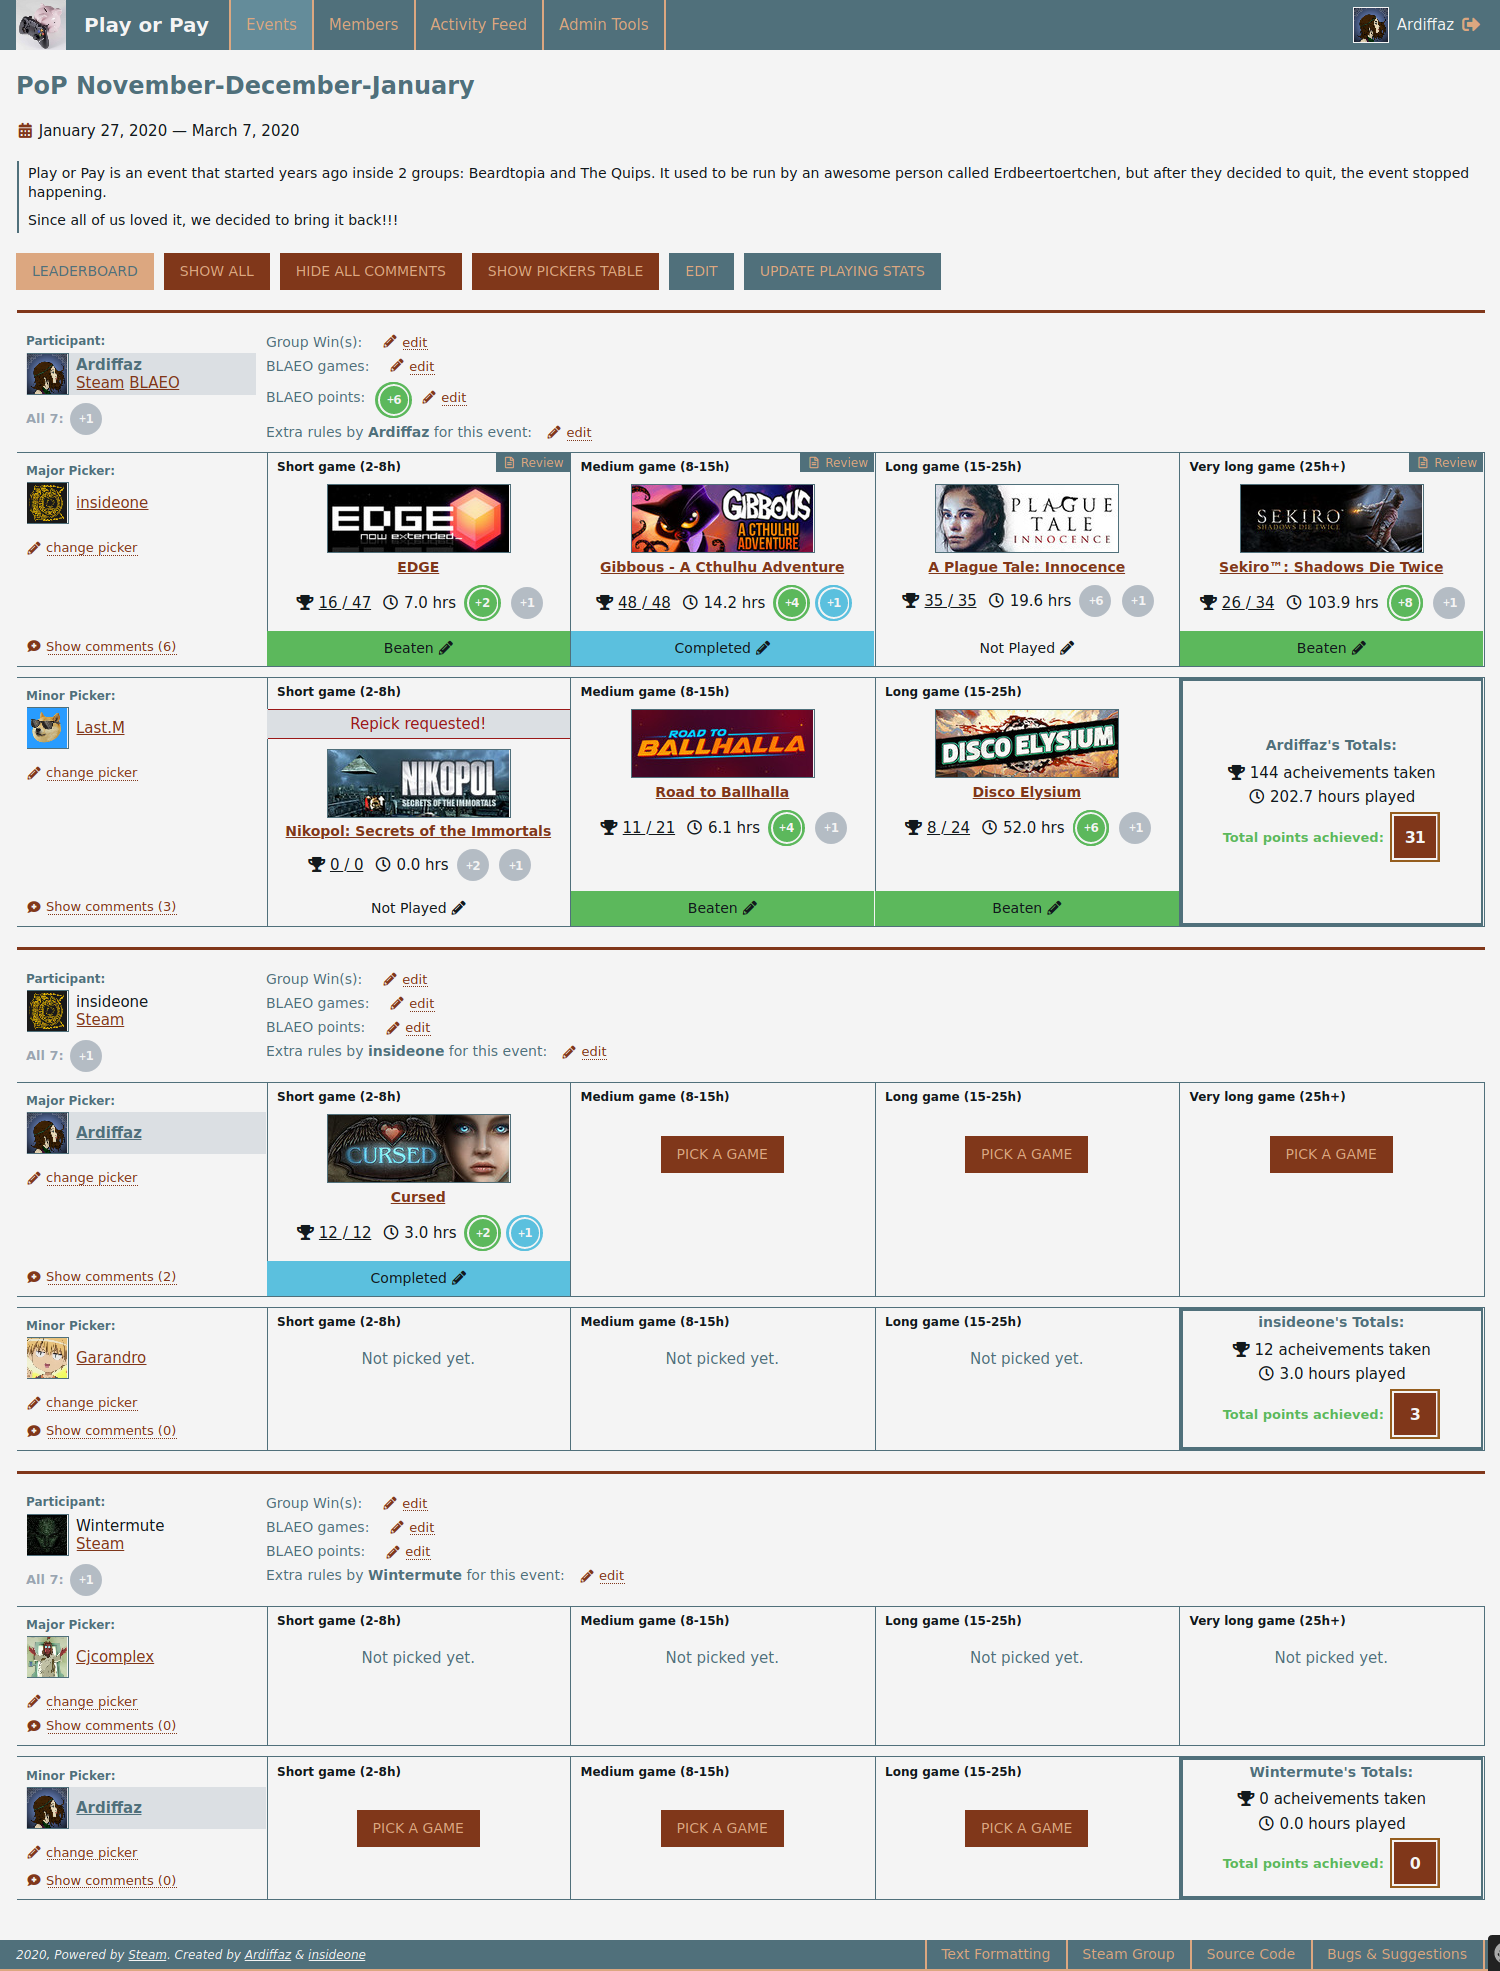 Play or Pay Events Members Activity Feed Admin Tools Ardiffaz
PoP November-December-January
January 27, 2020 — March 7, 2020
Play or Pay is an event that started years ago inside 2 groups: Beardtopia and The Quips. It used to be run by an awesome person called Erdbeertoertchen, but after they decided to quit, the event stopped
happening.
Since all of us loved it, we decided to bring it back!!!
LEADERBOARD SHOW ALL HIDE ALL COMMENTS SHOW PICKERS TABLE EDIT UPDATE PLAYING STATS
Participant:
Ardiffaz
Steam BLAEO
All 7: +1
Group Win(s): edit
BLAEO games: edit
BLAEO points: +6 edit
Extra rules by Ardiffaz for this event: edit
Major Picker:
insideone
change picker
Show comments (6)
Short game (2-8h) Review
EDGE
now extended
EDGE
16 / 47 7.0 hrs +2 +1
Beaten
Medium game (8-15h) Review
GIBBOUS
A CTHULHU
ADVENTURE
Gibbous - A Cthulhu Adventure
48 / 48 14.2 hrs +4 +1
Completed
Long game (15-25h)
PLAGUE
TALE
INNOCENCE
A Plague Tale: Innocence
35 / 35 19.6 hrs +6 +1
Not Played
Very long game (25h+) Review
SEKIRO
SHADOWS DIE TWICE
Sekiro™: Shadows Die Twice
26 / 34 103.9 hrs +8 +1
Beaten
Minor Picker:
Last.M
change picker
Show comments (3)
Short game (2-8h)
Repick requested!
NIKOPOL
SECRETS OF THE IMMORTALS
Nikopol: Secrets of the Immortals
0 / 0 0.0 hrs +2 +1
Not Played
Medium game (8-15h)
ROAD TO
BALLHALLA
Road to Ballhalla
11 / 21 6.1 hrs +4 +1
Beaten
Long game (15-25h)
DISCO ELYSIUM
Disco Elysium
8 / 24 52.0 hrs +6 +1
Beaten
Ardiffaz's Totals:
144 acheivements taken
202.7 hours played
Total points achieved: 31
Participant:
insideone
Steam
All 7: +1
Group Win(s): edit
BLAEO games: edit
BLAEO points: edit
Extra rules by insideone for this event: edit
Major Picker:
Ardiffaz
change picker
Show comments (2)
Short game (2-8h)
CURSED
Cursed
12 / 12 3.0 hrs +2 +1
Completed
Medium game (8-15h)
PICK A GAME
Long game (15-25h)
PICK A GAME
Very long game (25h+)
PICK A GAME
Minor Picker:
Garandro
change picker
Show comments (0)
Short game (2-8h)
Not picked yet.
Medium game (8-15h)
Not picked yet.
Long game (15-25h)
Not picked yet.
insideone's Totals:
12 acheivements taken
3.0 hours played
Total points achieved: 3
Participant:
Wintermute
Steam
All 7: +1
Group Win(s): edit
BLAEO games: edit
BLAEO points: edit
Extra rules by Wintermute for this event: edit
Major Picker:
Cjcomplex
change picker
Show comments (0)
Short game (2-8h)
Not picked yet.
Medium game (8-15h)
Not picked yet.
Long game (15-25h)
Not picked yet.
Very long game (25h+)
Not picked yet.
Minor Picker:
Ardiffaz
change picker
Show comments (0)
Short game (2-8h)
PICK A GAME
Medium game (8-15h)
PICK A GAME
Long game (15-25h)
PICK A GAME
Wintermute's Totals:
0 acheivements taken
0.0 hours played
Total points achieved: 0
2020, Powered by Steam. Created by Ardiffaz & insideone Text Formatting Steam Group Source Code Bugs & Suggestions